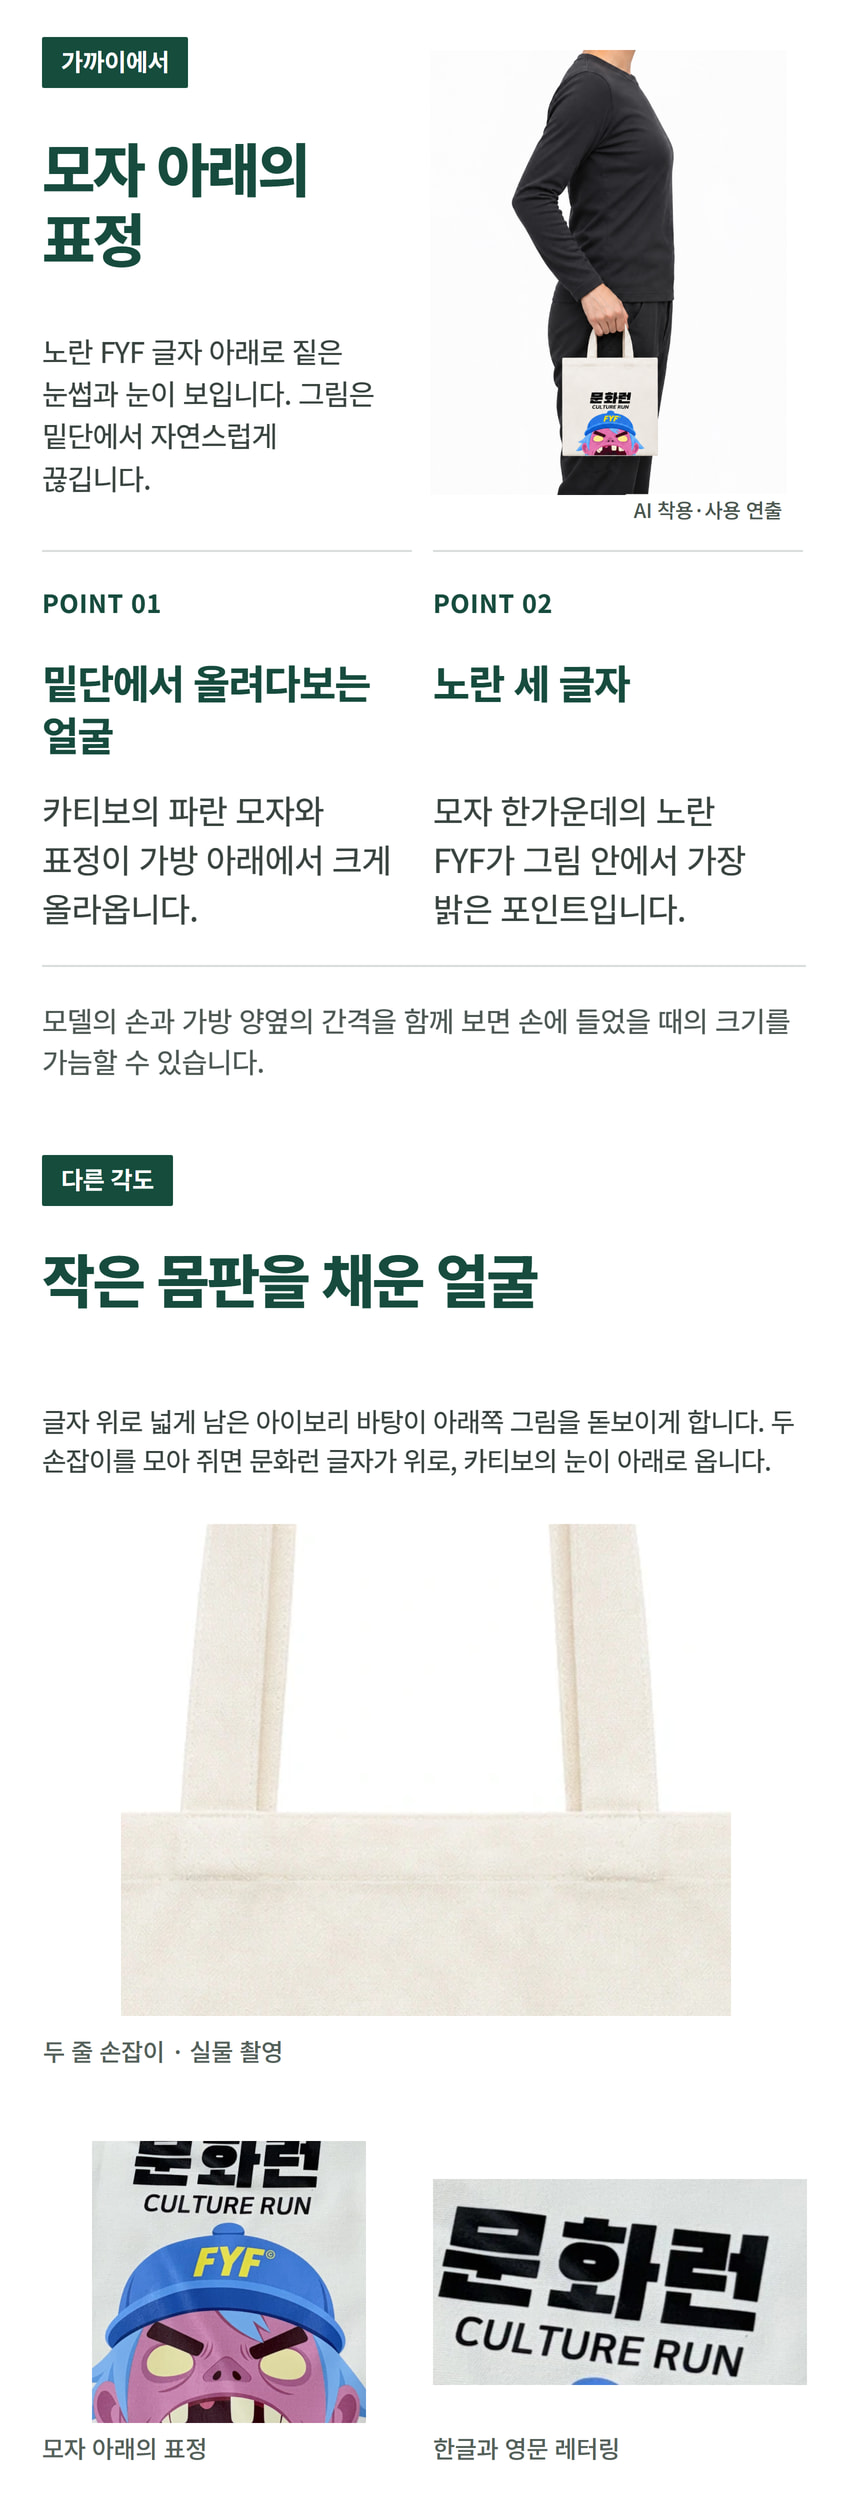 가까이에서
모자 아래의
표정
노란 FYF 글자 아래로 짙은
눈썹과 눈이 보입니다. 그림은
밑단에서 자연스럽게
끊깁니다.
문화런
CULTURE RUN
FYF
AI 착용·사용 연출
POINT 01
밑단에서 올려다보는
얼굴
카티보의 파란 모자와
표정이 가방 아래에서 크게
올라옵니다.
POINT 02
노란 세 글자
모자 한가운데의 노란
FYF가 그림 안에서 가장
밝은 포인트입니다.
모델의 손과 가방 양옆의 간격을 함께 보면 손에 들었을 때의 크기를
가늠할 수 있습니다.
다른 각도
작은 몸판을 채운 얼굴
글자 위로 넓게 남은 아이보리 바탕이 아래쪽 그림을 돋보이게 합니다. 두
손잡이를 모아 쥐면 문화런 글자가 위로, 카티보의 눈이 아래로 옵니다.
두 줄 손잡이 · 실물 촬영
문화런
CULTURE RUN
FYF©
모자 아래의 표정
문화런
CULTURE RUN
한글과 영문 레터링